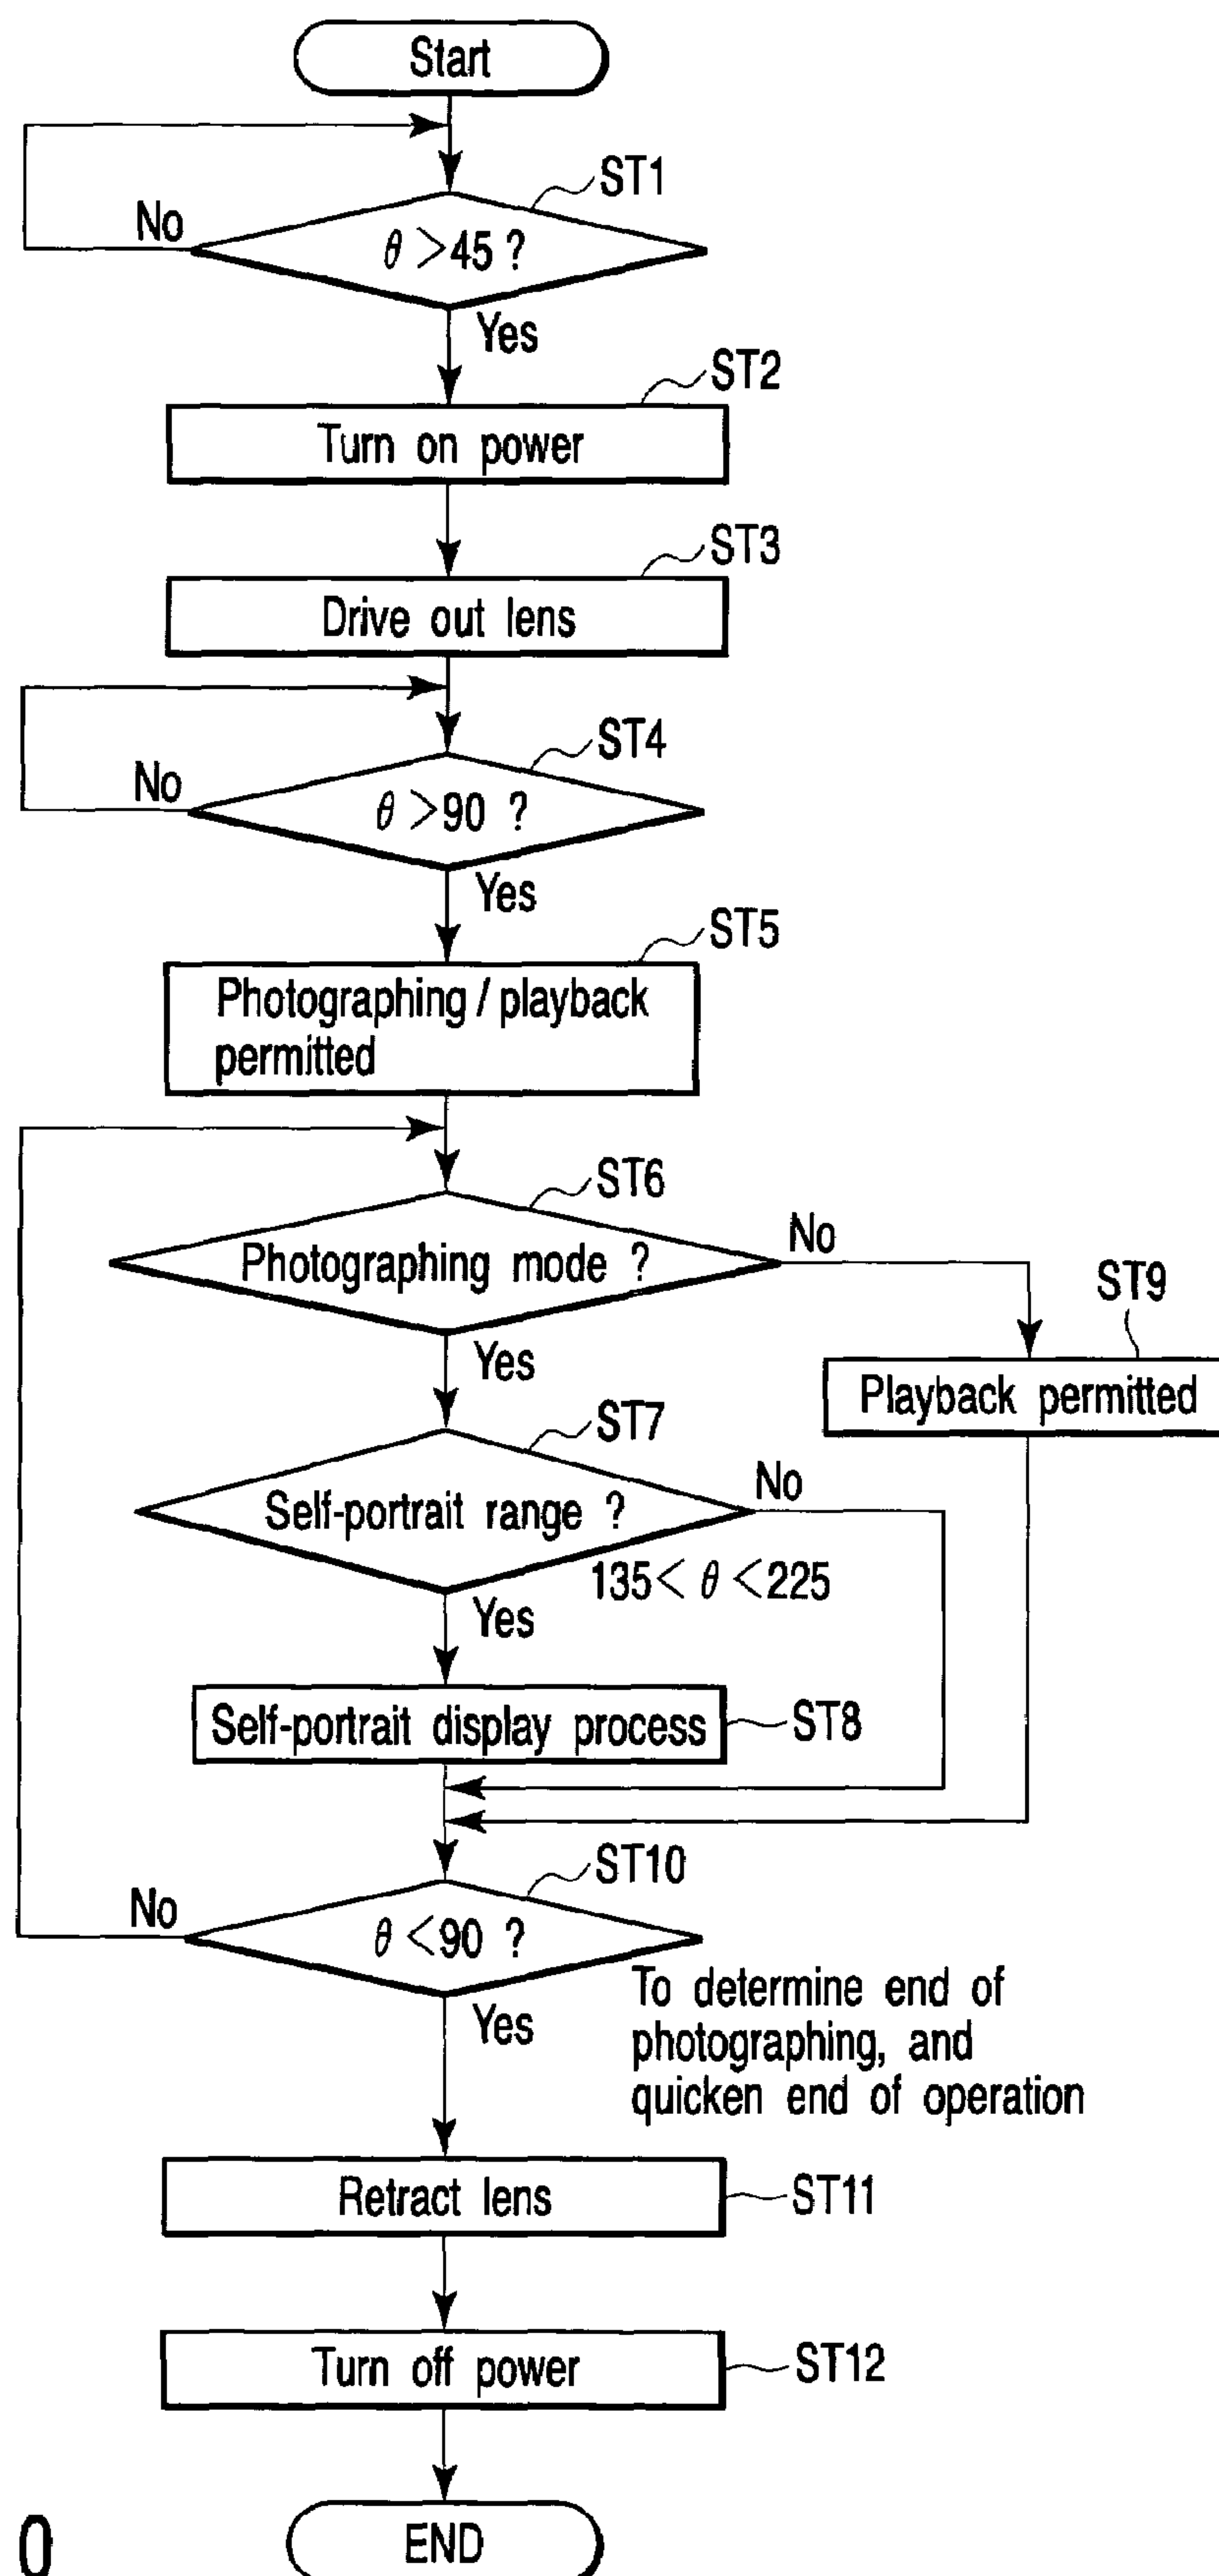 Start
ST1
No
θ >45 ?
Yes
ST2
Turn on power
ST3
Drive out lens
ST4
No
θ >90 ?
Yes
ST5
Photographing / playback
permitted
ST6
No
Photographing mode ?
ST9
Yes
Playback permitted
ST7
No
Self-portrait range ?
135< θ <225
Yes
Self-portrait display process
ST8
ST10
No
θ <90 ?
To determine end of
photographing, and
quicken end of operation
Yes
Retract lens
ST11
Turn off power
ST12
0
END